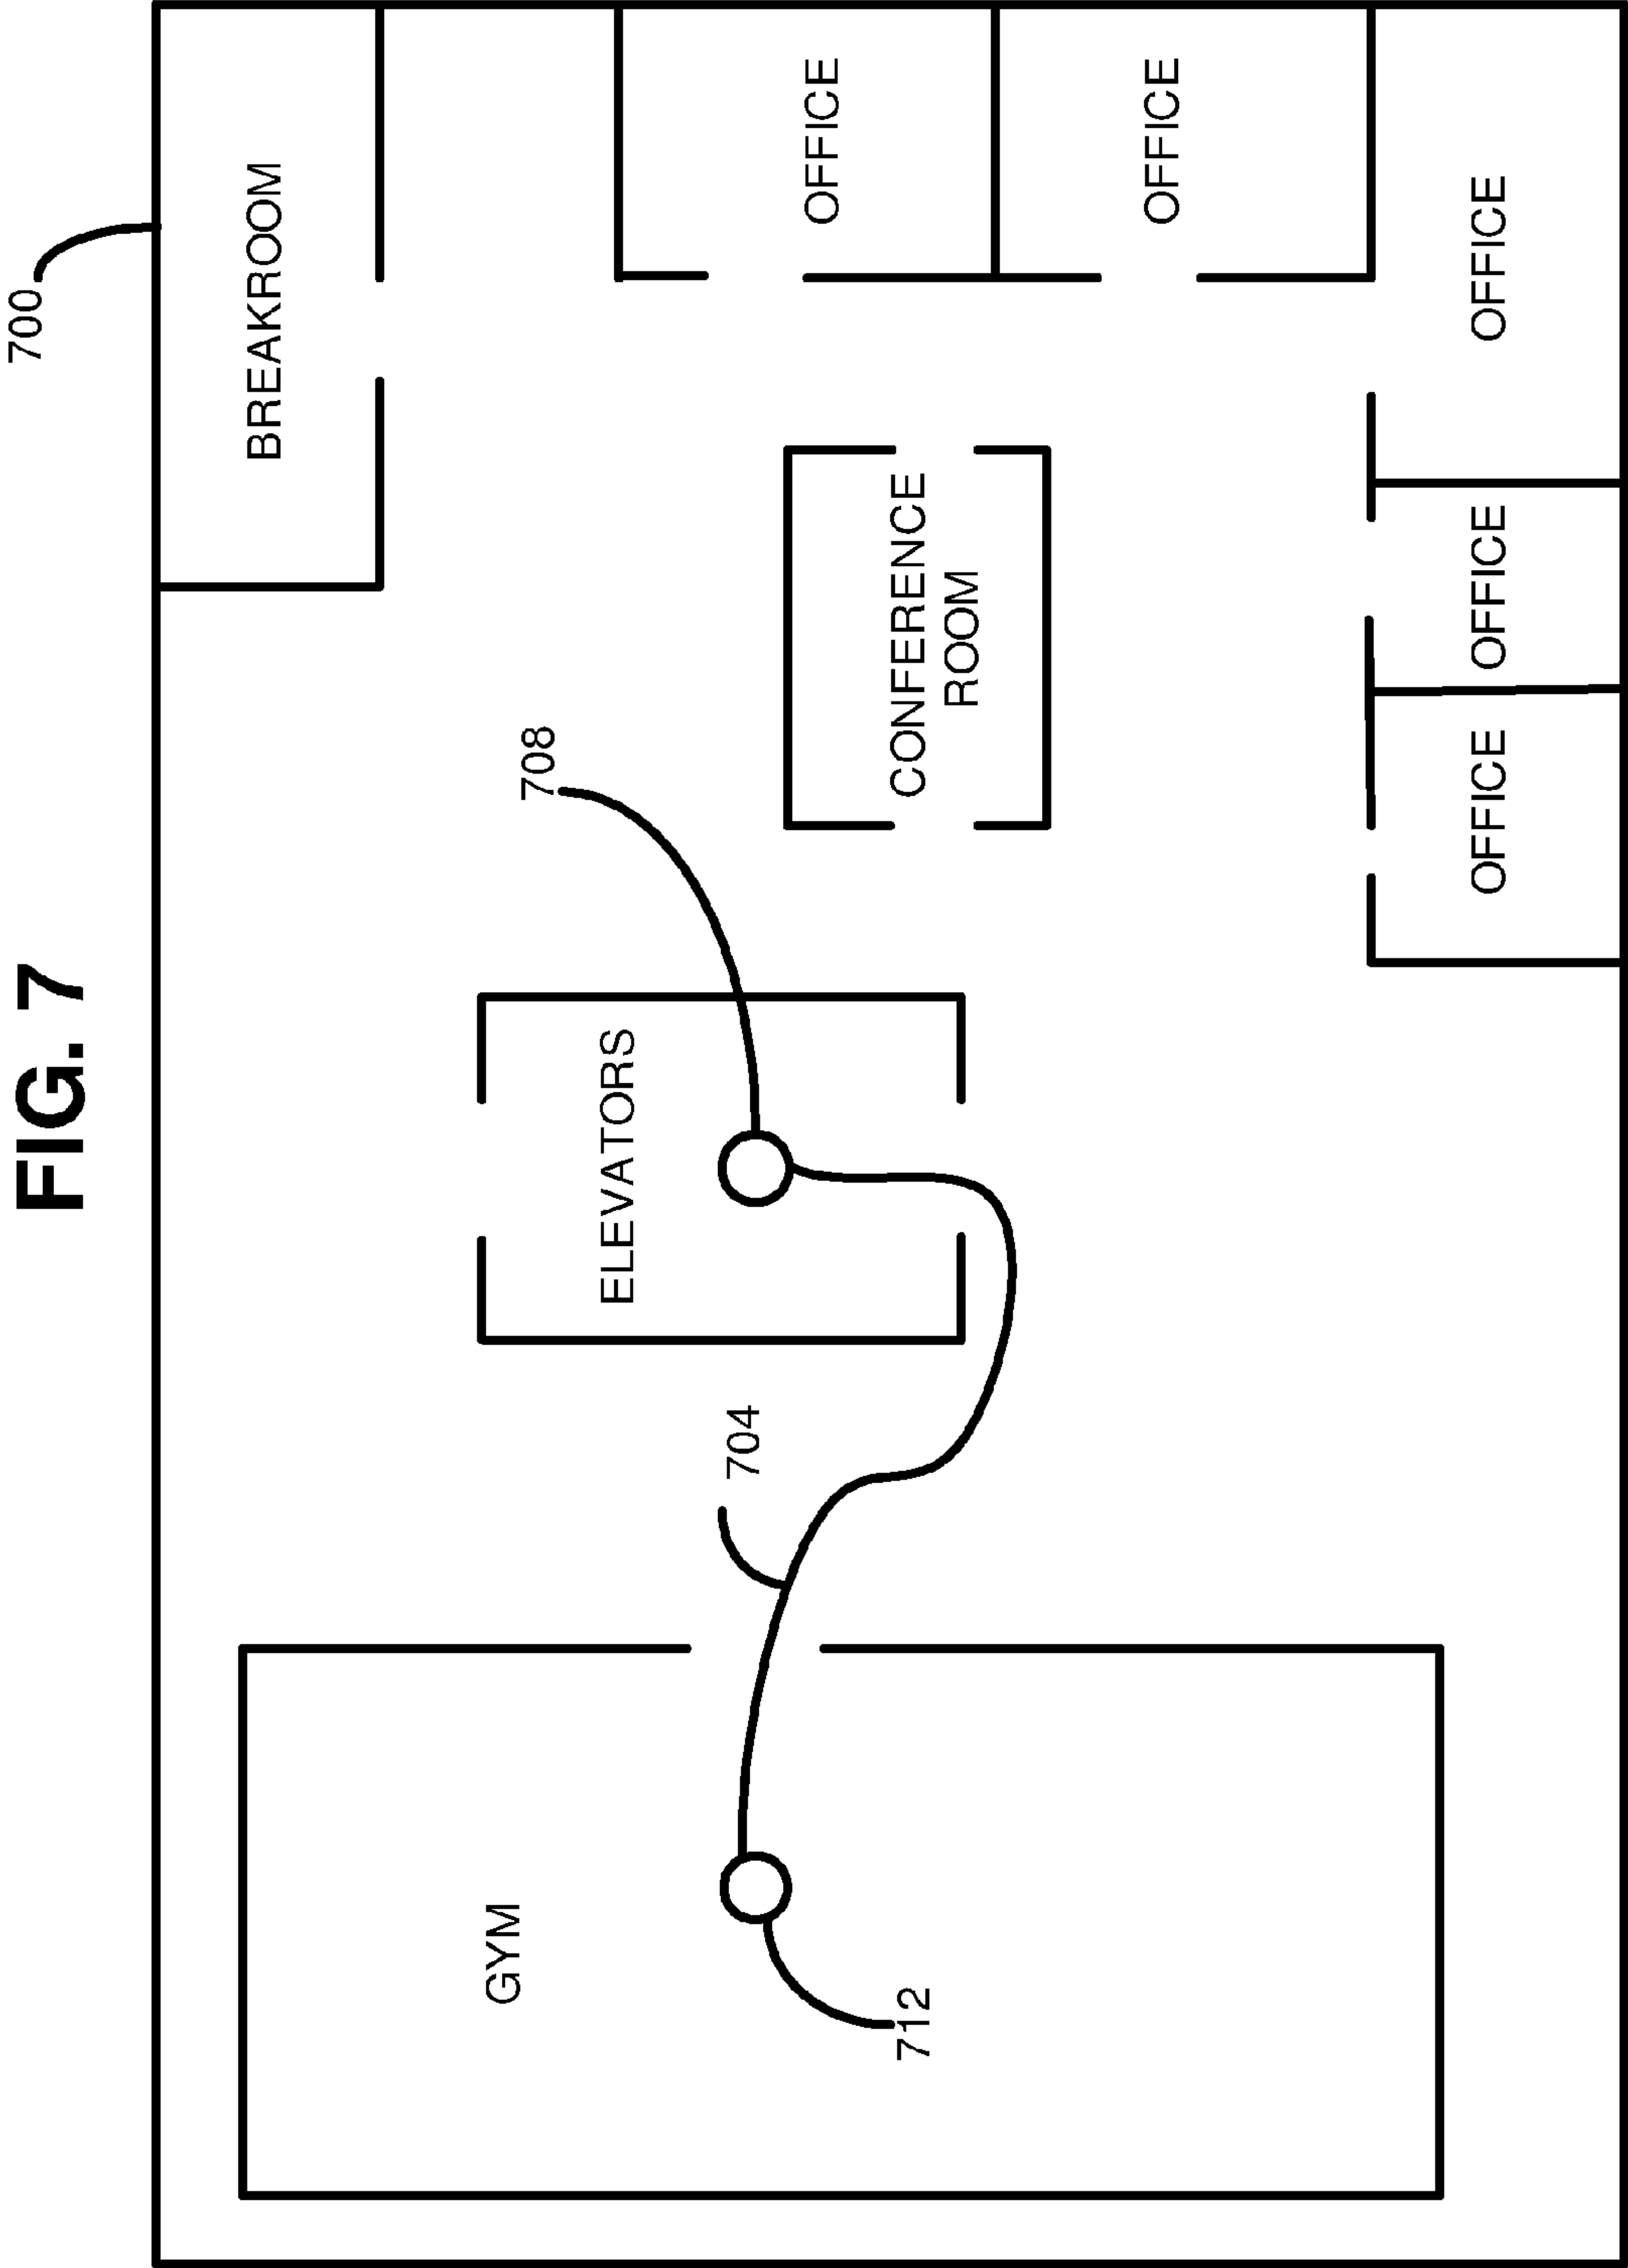 FIG. 7
700
BREAKROOM
708
OFFICE
ELEVATORS
704
CONFERENCE
ROOM
GYM
OFFICE
712
OFFICE
OFFICE
OFFICE